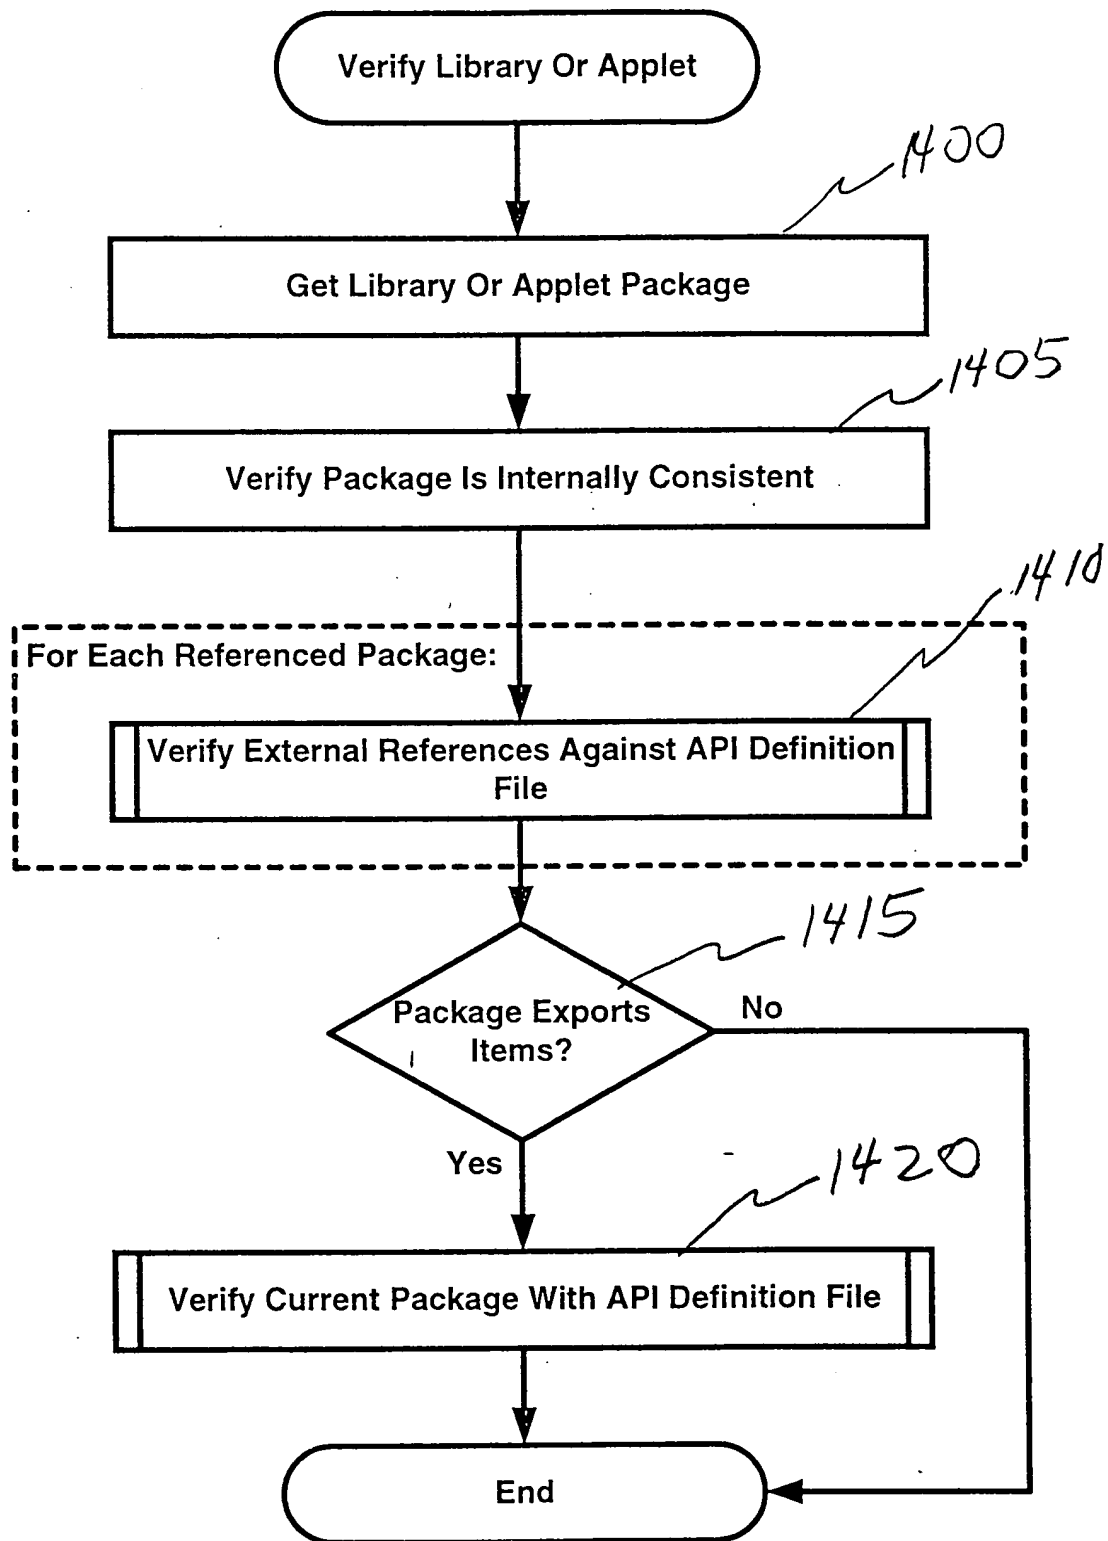 Verify Library Or Applet
1400
Get Library Or Applet Package
1405
Verify Package Is Internally Consistent
1410
For Each Referenced Package:
Verify External References Against API Definition
File
1415
Package Exports
Items?
No
Yes
1420
Verify Current Package With API Definition File
End